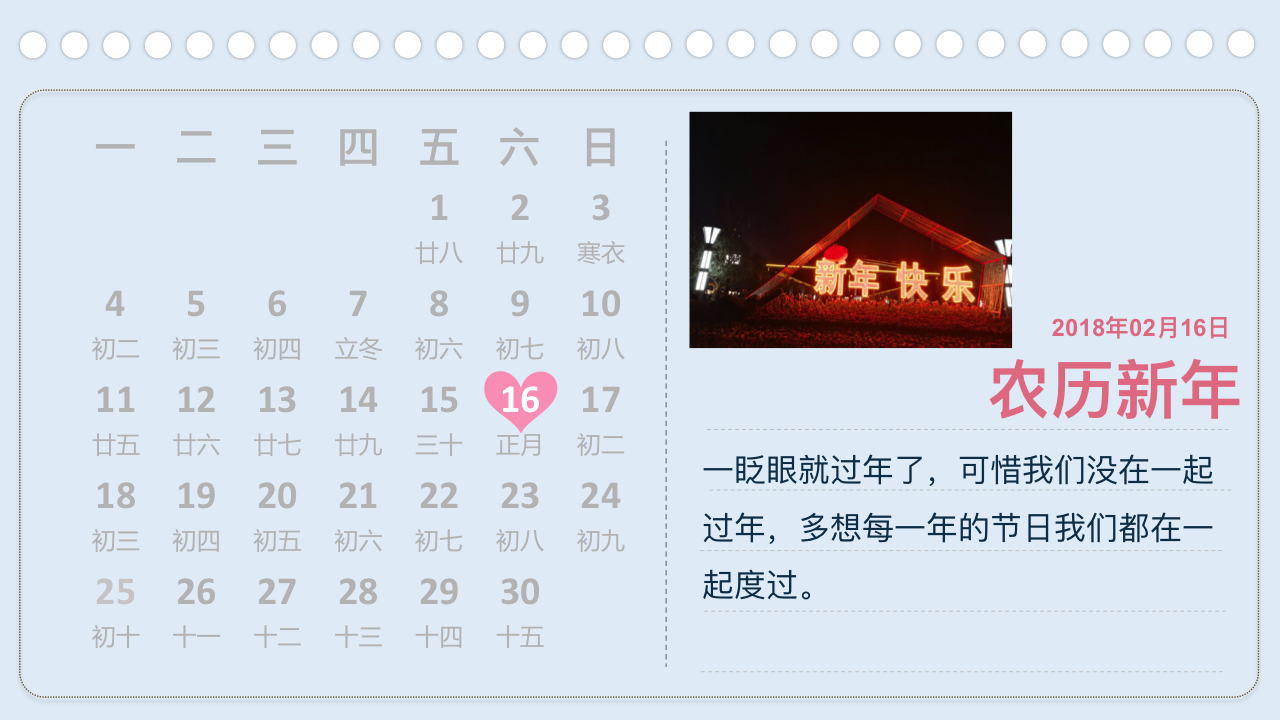 一 二 三 四 五 六 日
1 2 3
廿八 廿九 寒衣
4 5 6 7 8 9 10
初二 初三 初四 立冬 初六 初七 初八
11 12 13 14 15 16 17
廿五 廿六 廿七 廿九 三十 正月 初二
18 19 20 21 22 23 24
初三 初四 初五 初六 初七 初八 初九
25 26 27 28 29 30
初十 十一 十二 十三 十四 十五
新年快乐
2018年02月16日
农历新年
一眨眼就过年了，可惜我们没在一起
过年，多想每一年的节日我们都在一
起度过。